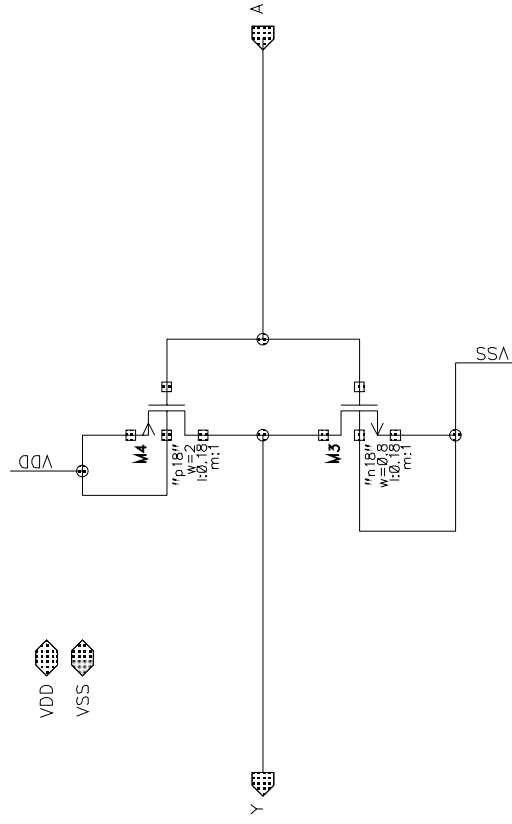 A
VDD
M4
"p18"
w=2
l:0.18
m:1
VSS
M3
"n18"
w=0.8
l:0.18
m:1
VDD
VSS
Y